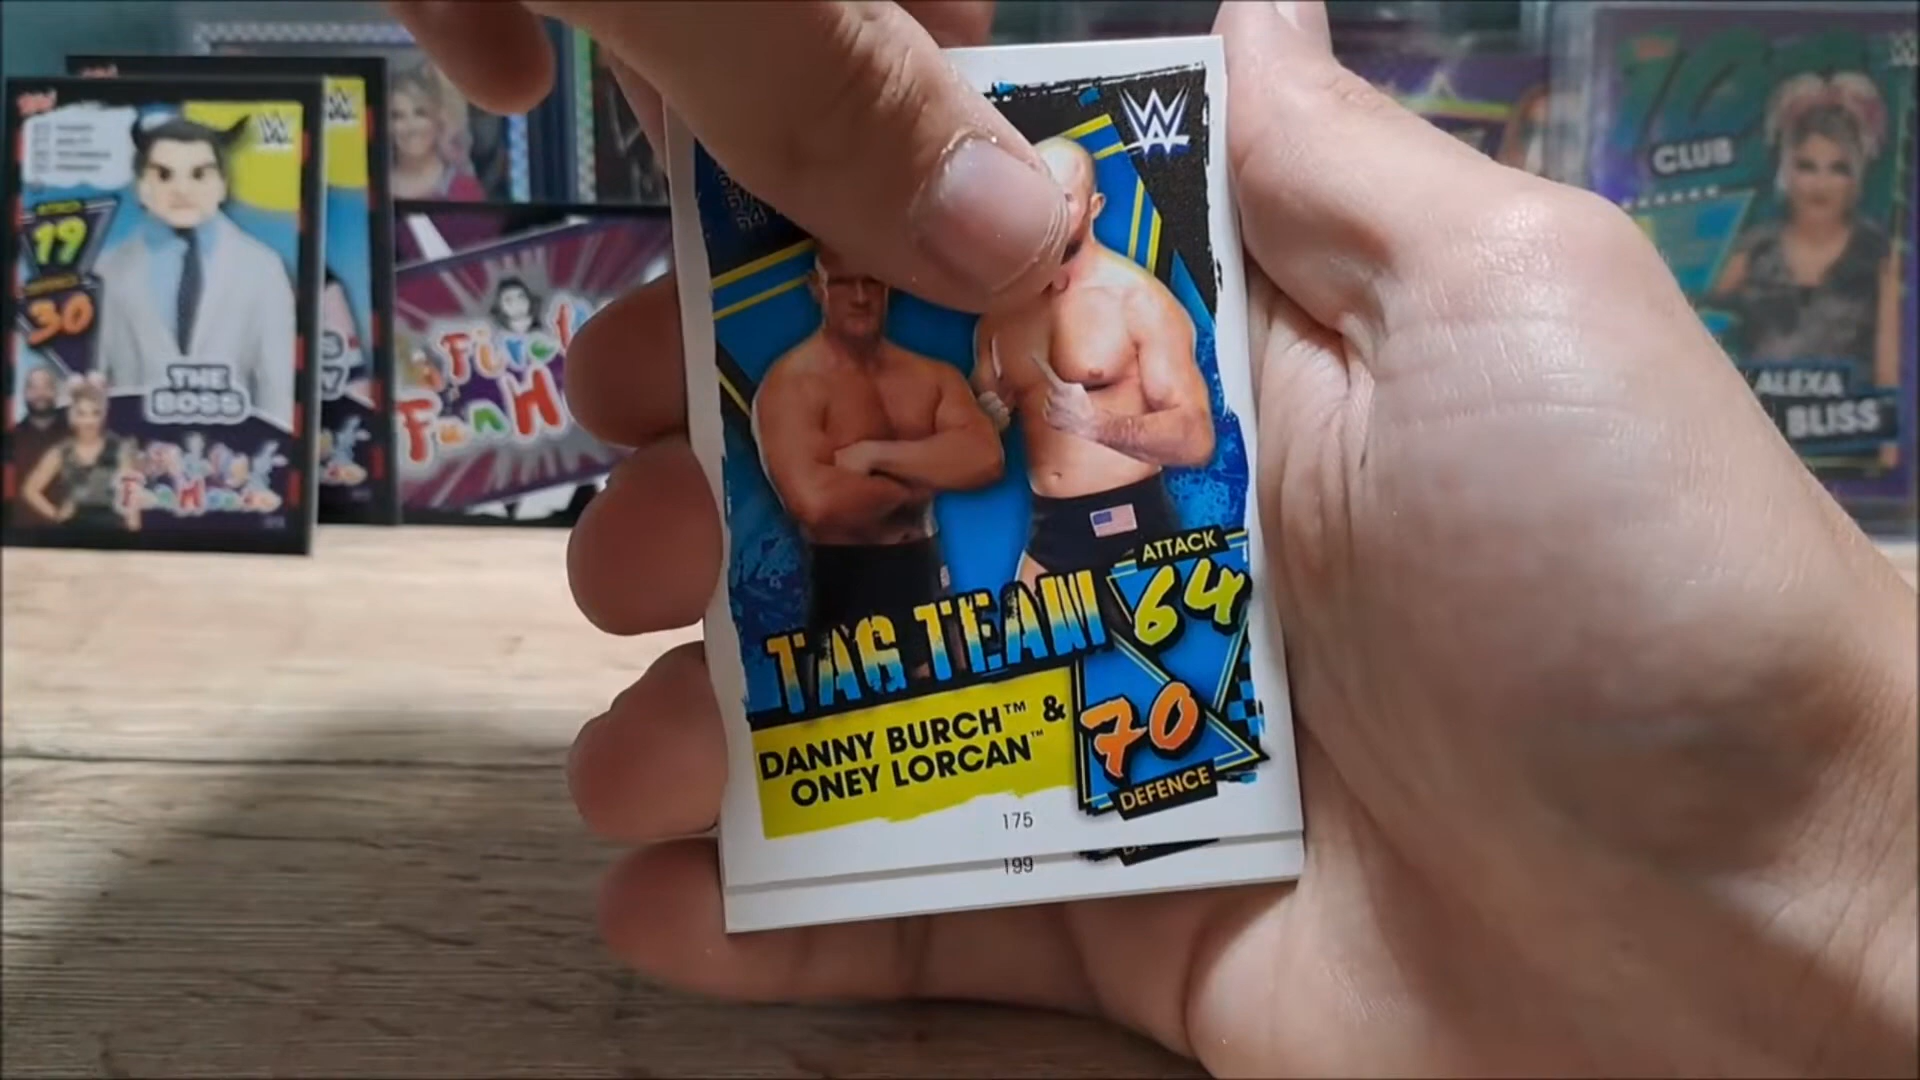 TAG TEAM
DANNY BURCH™ &
ONEY LORCAN™
ATTACK
64
70
DEFENCE
175
199
19
30
THE
BOSS
CLUB
ALEXA
BLISS